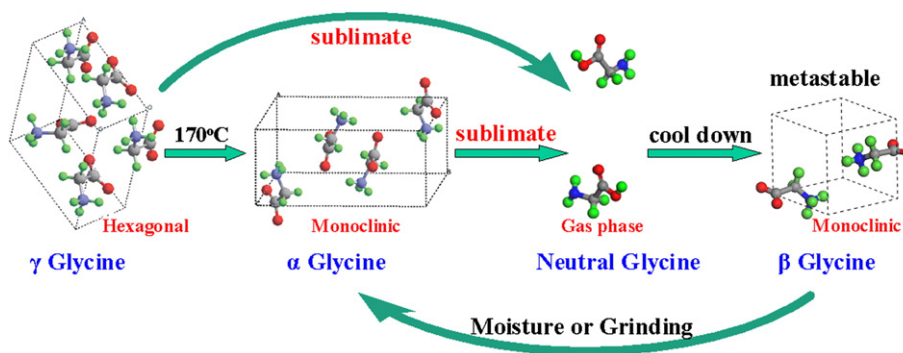 sublimate
metastable
170°C
sublimate
cool down
Hexagonal
Monoclinic
Gas phase
Monoclinic
γ Glycine
α Glycine
Neutral Glycine
β Glycine
Moisture or Grinding